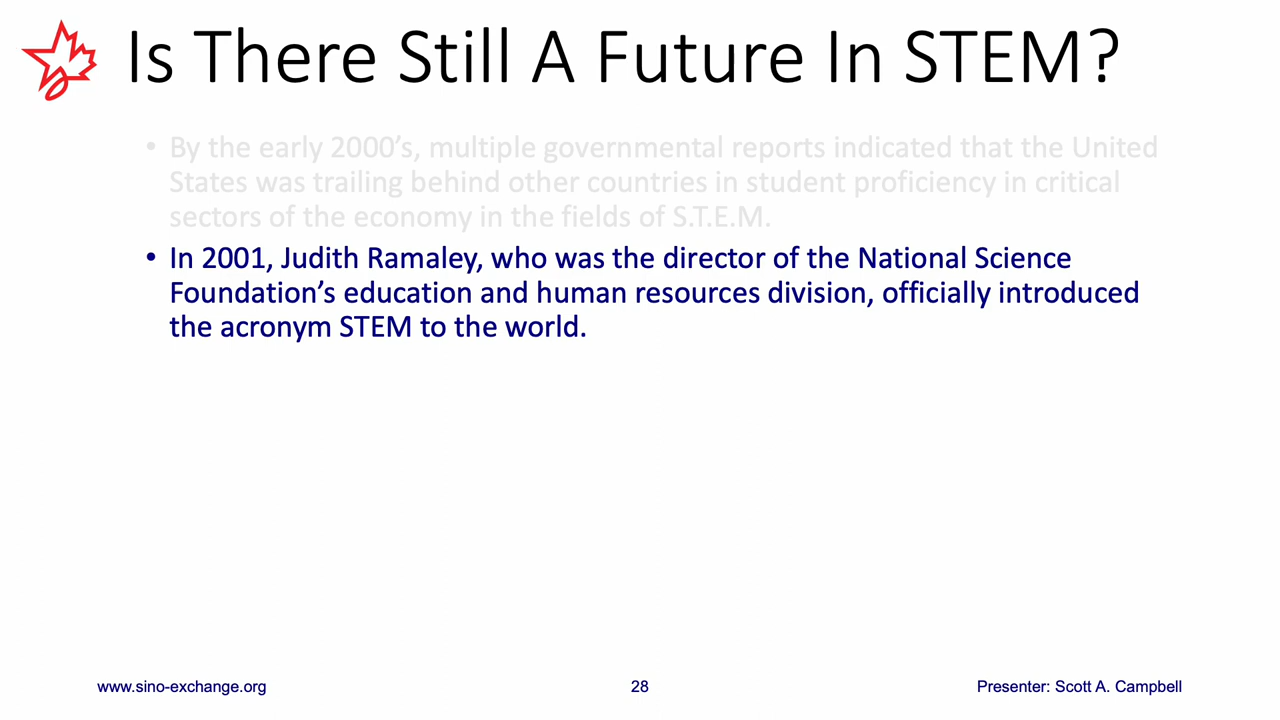 Is There Still A Future In STEM?
• By the early 2000’s, multiple governmental reports indicated that the United
States was trailing behind other countries in student proficiency in critical
sectors of the economy in the fields of S.T.E.M.
• In 2001, Judith Ramaley, who was the director of the National Science
Foundation’s education and human resources division, officially introduced
the acronym STEM to the world.
www.sino-exchange.org
28
Presenter: Scott A. Campbell